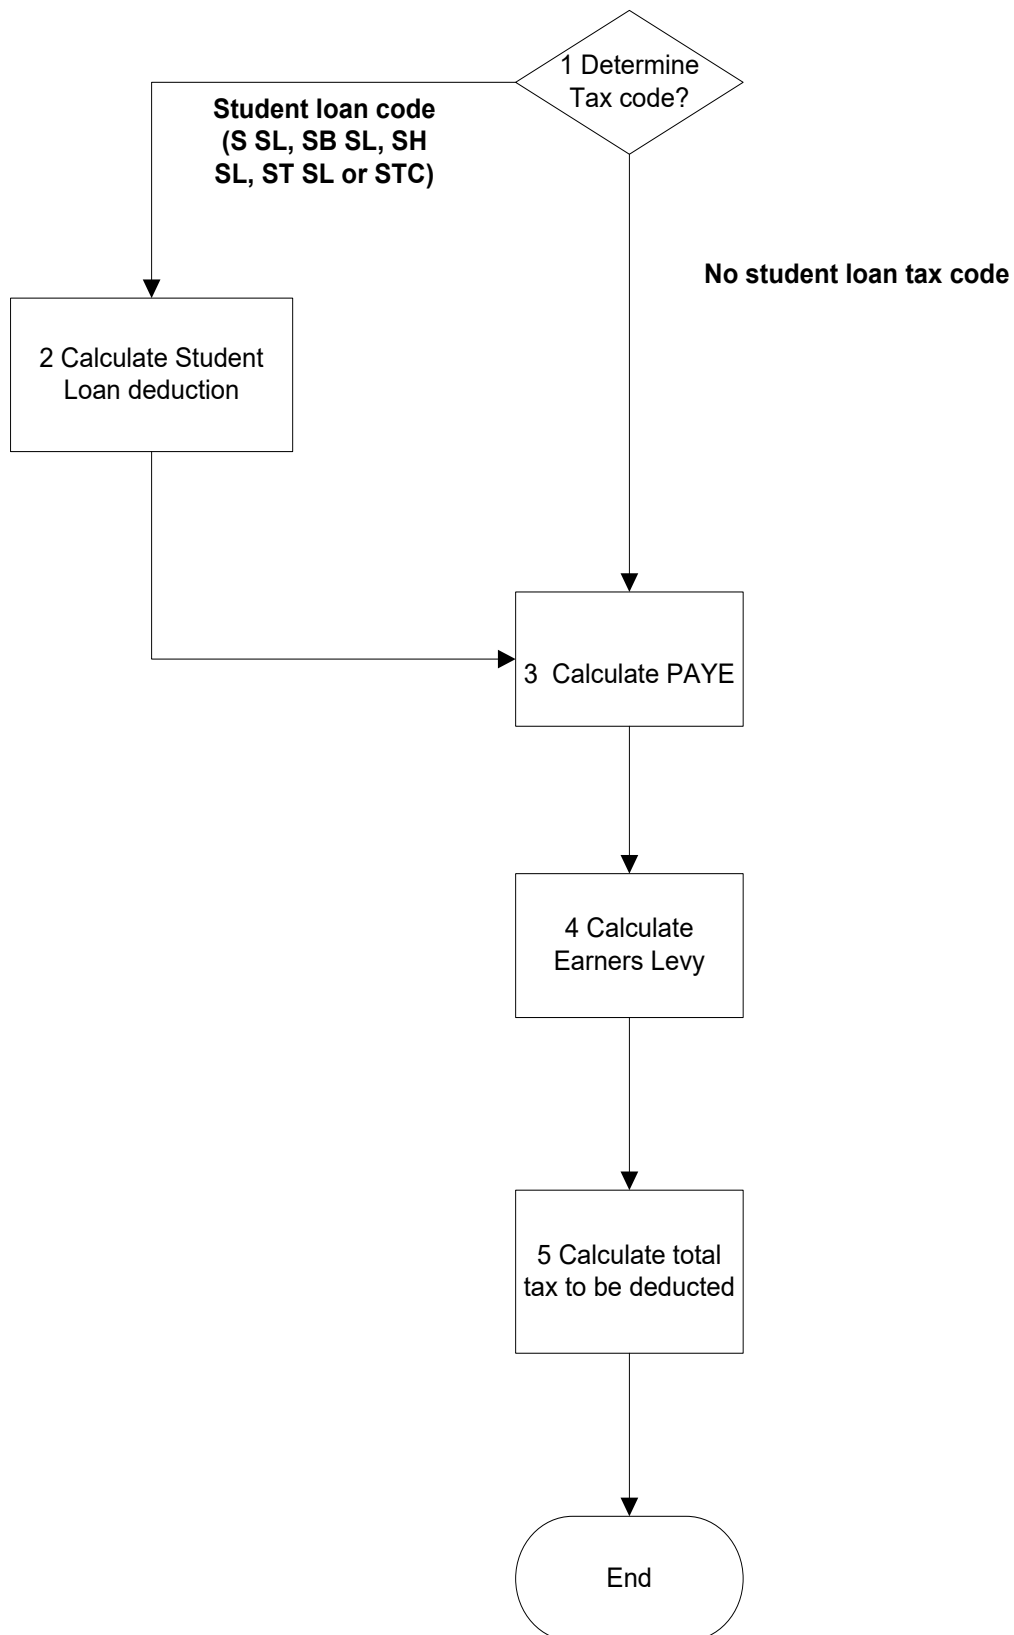 1 Determine
Tax code?
Student loan code
(S SL, SB SL, SH
SL, ST SL or STC)
No student loan tax code
2 Calculate Student
Loan deduction
3  Calculate PAYE
4 Calculate
Earners Levy
5 Calculate total
tax to be deducted
End